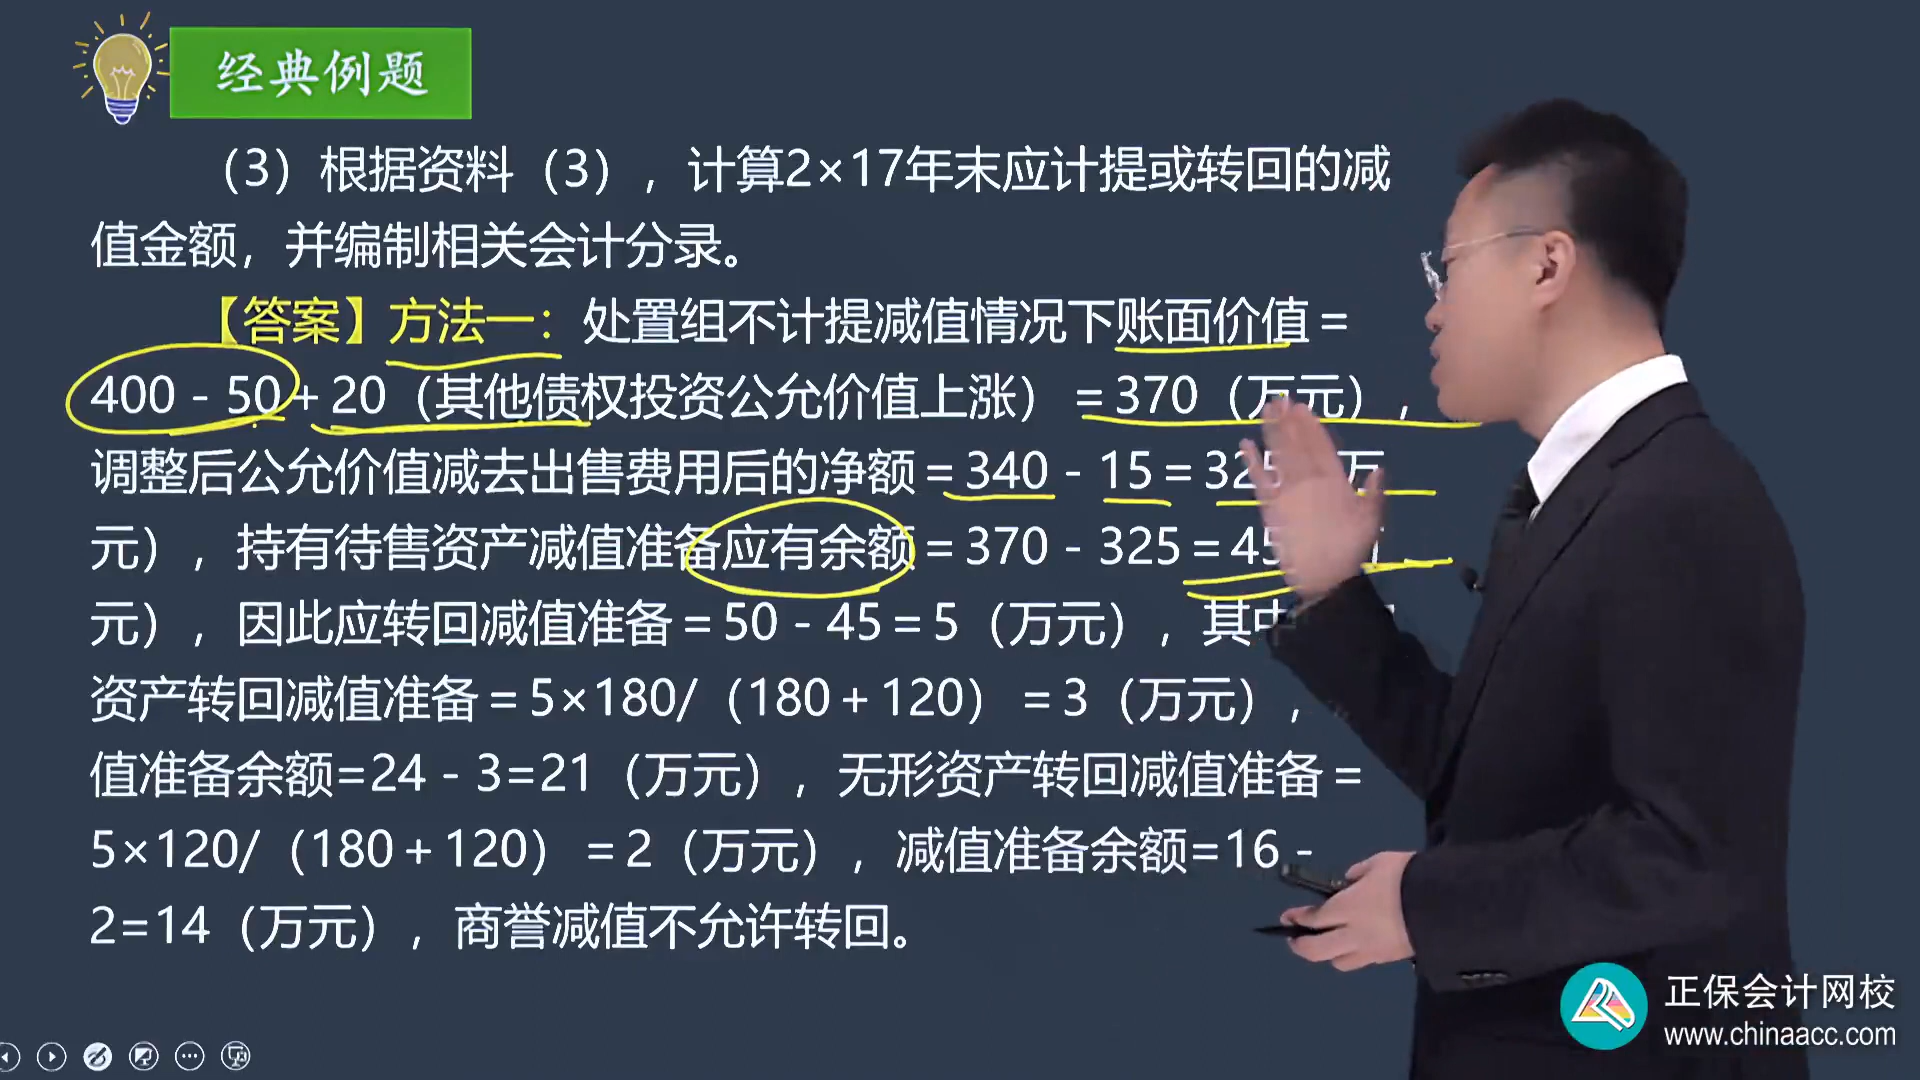 经典例题
（3）根据资料（3），计算2×17年末应计提或转回的减
值金额，并编制相关会计分录。
【答案】方法一：处置组不计提减值情况下账面价值＝
400－50＋20（其他债权投资公允价值上涨）＝370（万元），
调整后公允价值减去出售费用后的净额＝340－15＝325 万
元），持有待售资产减值准备应有余额＝370－325＝45
元），因此应转回减值准备＝50－45＝5（万元），其中
资产转回减值准备＝5×180/（180＋120）＝3（万元），
值准备余额=24－3=21（万元），无形资产转回减值准备＝
5×120/（180＋120）＝2（万元），减值准备余额=16－
2=14（万元），商誉减值不允许转回。
正保会计网校
www.chinaacc.com